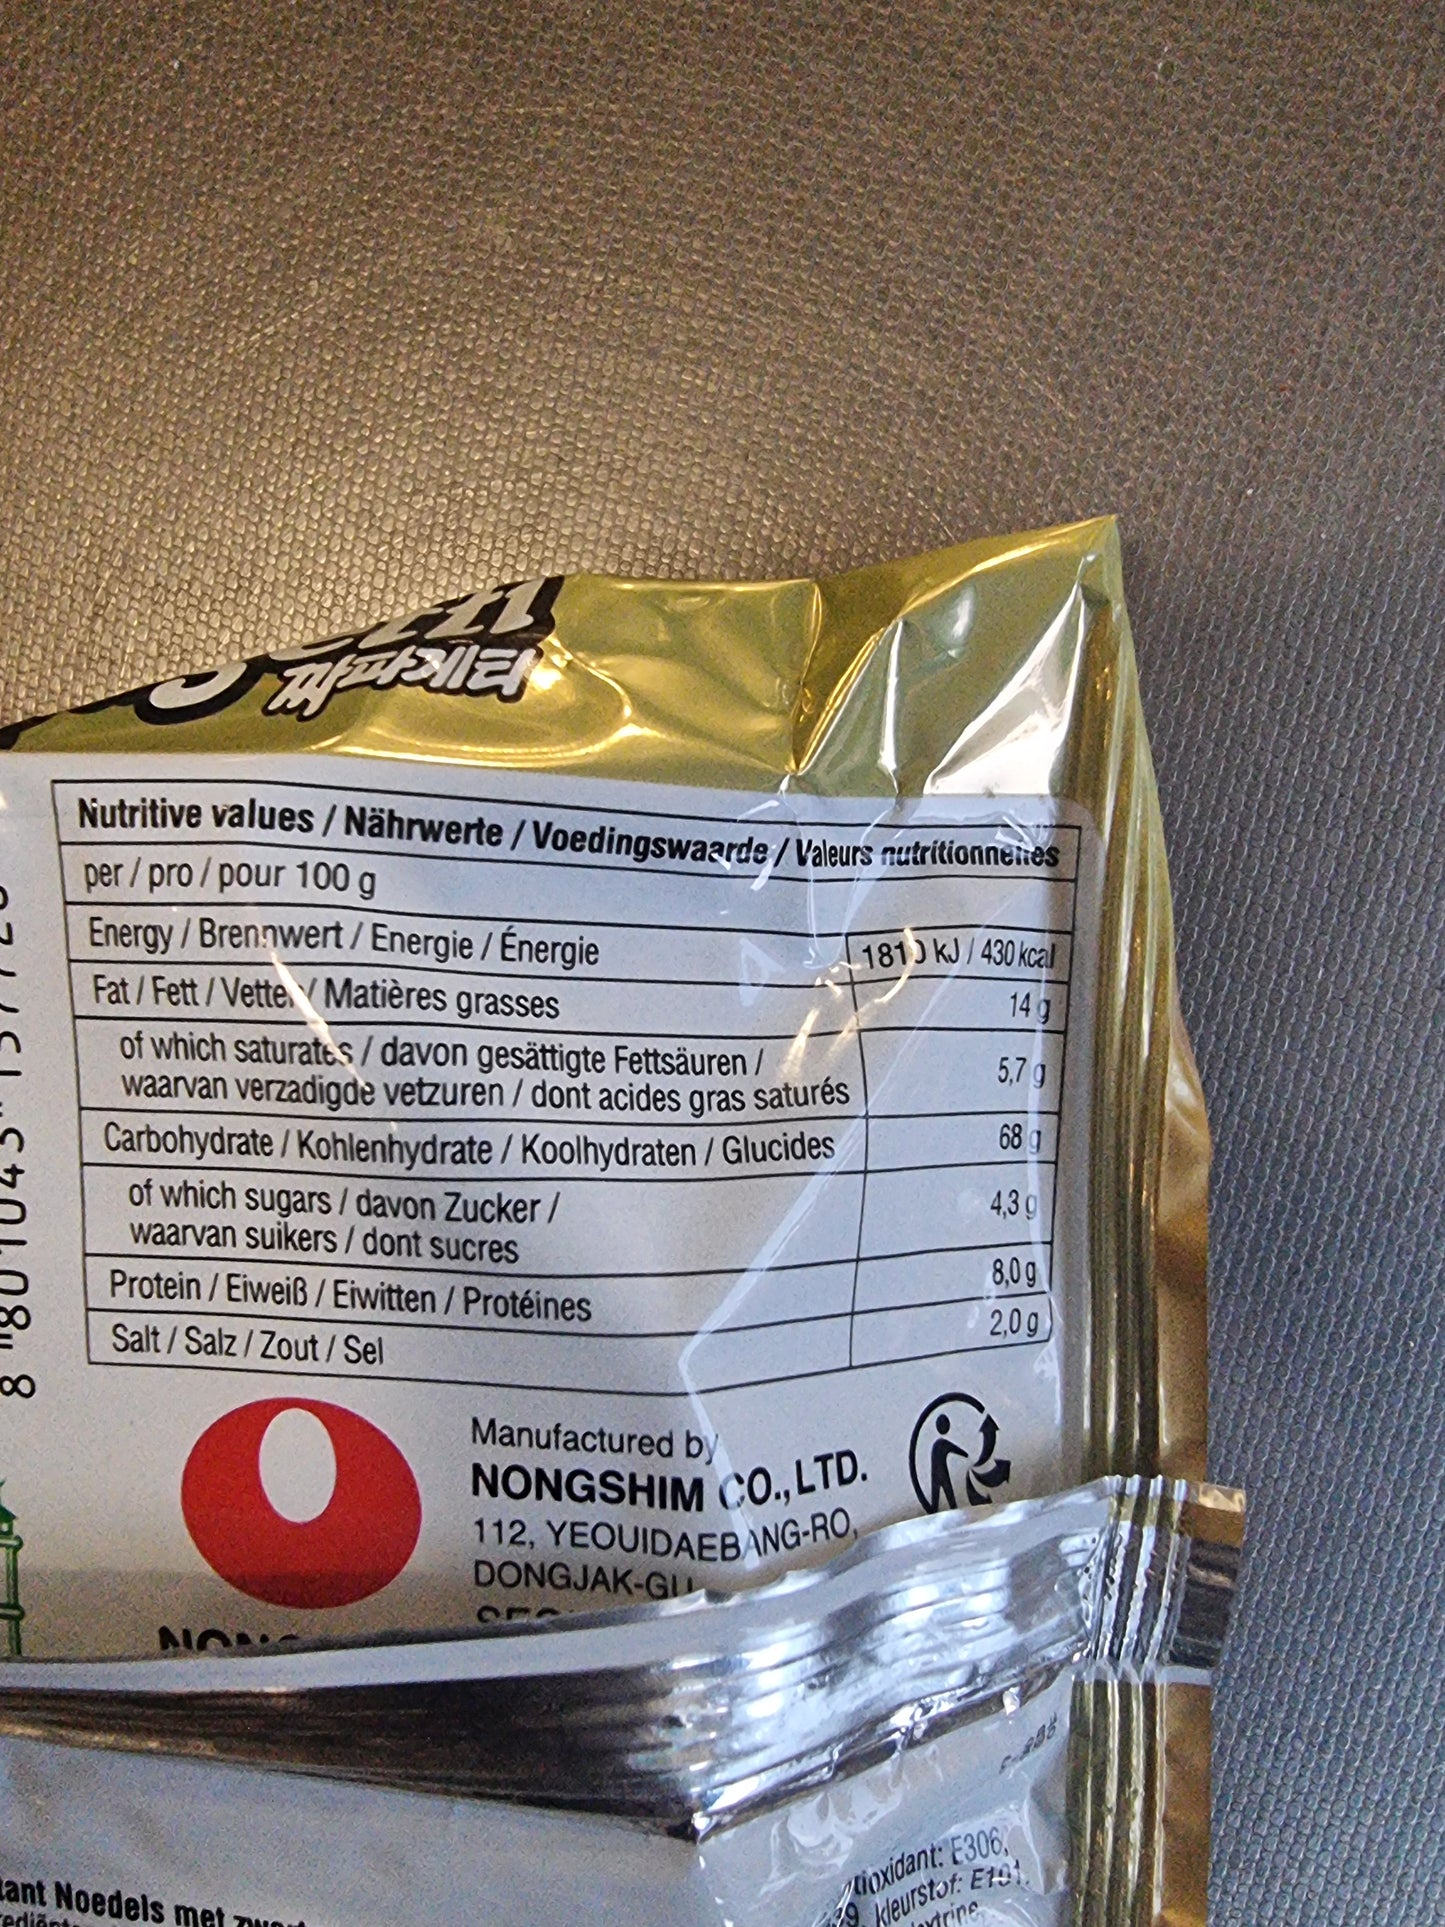 짜파게티
Nutritive values / Nährwerte / Voedingswaarde / Valeurs nutritionnelles
per / pro / pour 100 g
Energy / Brennwert / Energie / Énergie 1810 kJ / 430 kcal
Fat / Fett / Vetten / Matières grasses 14 g
of which saturates / davon gesättigte Fettsäuren /
waarvan verzadigde vetzuren / dont acides gras saturés 5,7 g
Carbohydrate / Kohlenhydrate / Koolhydraten / Glucides 68 g
of which sugars / davon Zucker /
waarvan suikers / dont sucres 4,3 g
Protein / Eiweiß / Eiwitten / Protéines 8,0 g
Salt / Salz / Zout / Sel 2,0 g
Manufactured by
NONGSHIM CO., LTD.
112, YEOUIDAEBANG-RO,
DONGJAK-GU
Noedels met
E306,
kleurstof: E101.